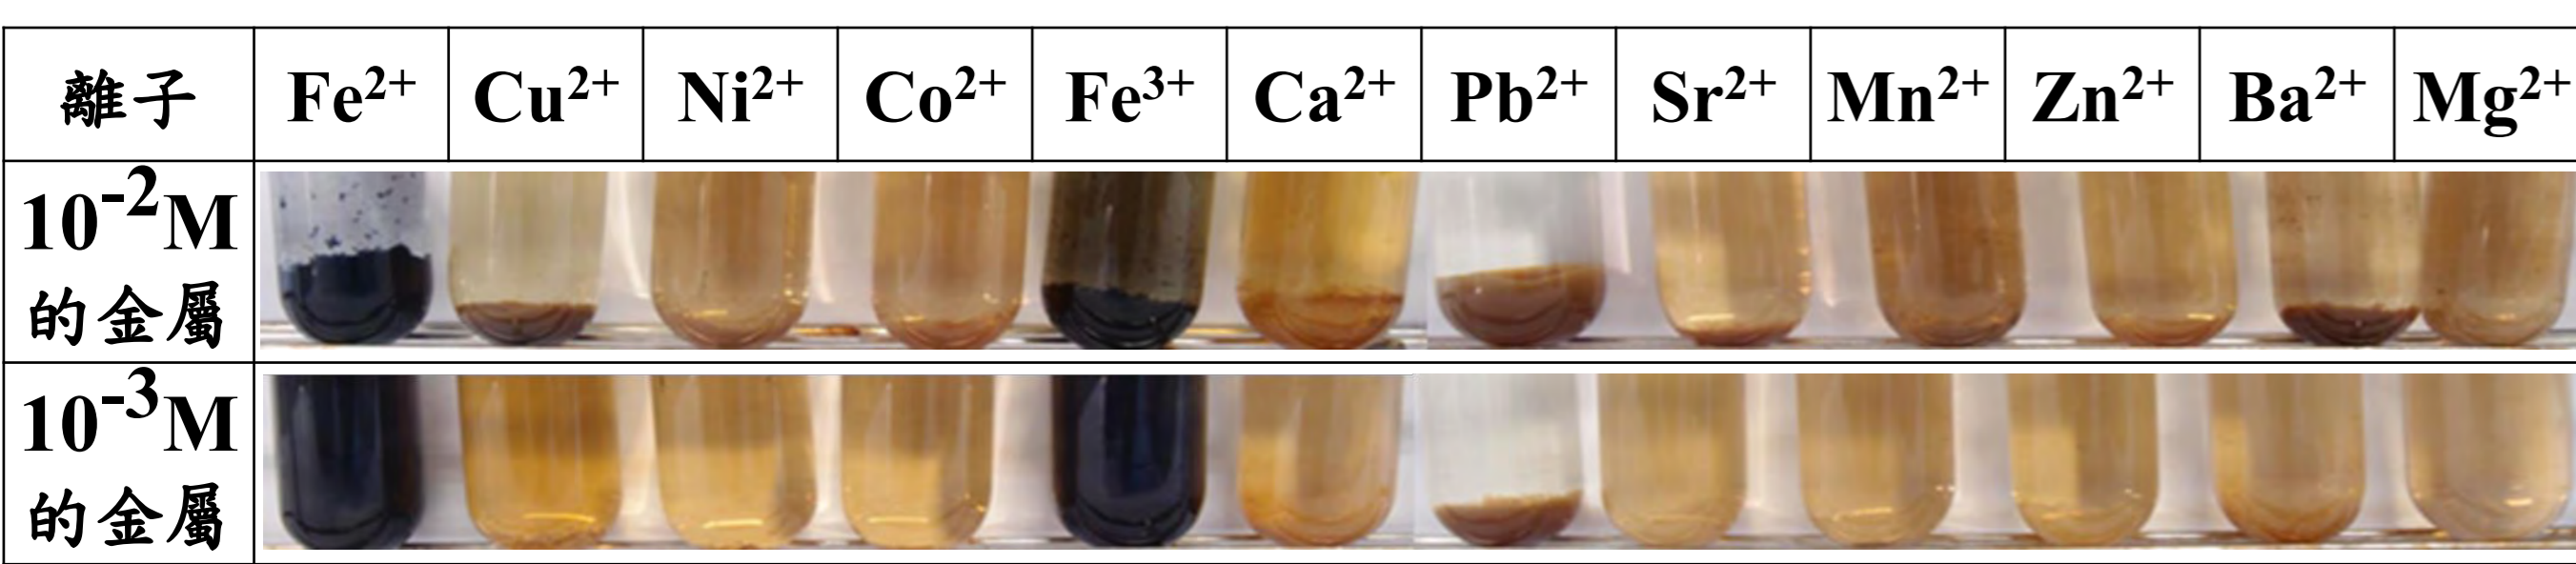 離子 Fe²⁺ Cu²⁺ Ni²⁺ Co²⁺ Fe³⁺ Ca²⁺ Pb²⁺ Sr²⁺ Mn²⁺ Zn²⁺ Ba²⁺ Mg²⁺
10⁻²M
的金屬
10⁻³M
的金屬